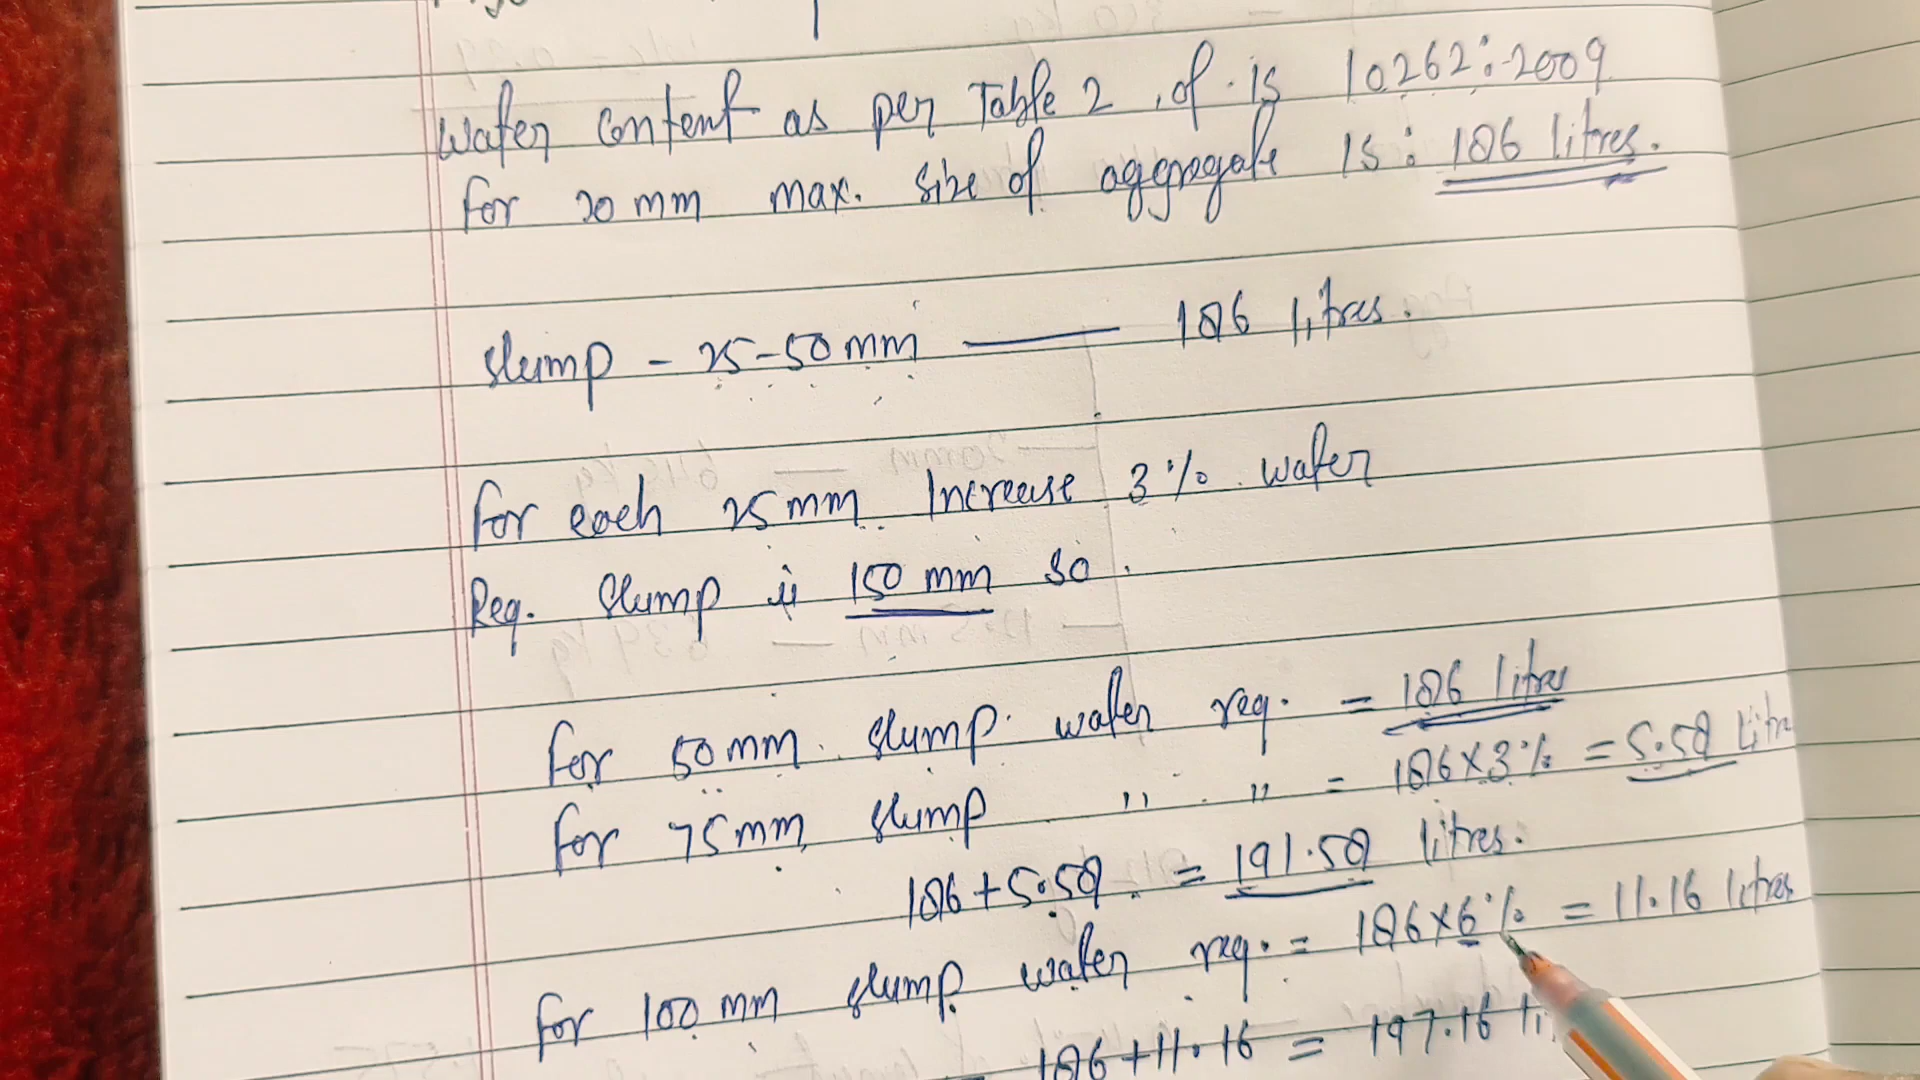 Water content as per Table 2, of IS 10262:2009
for 20 mm max. Size of aggregate is: 186 litres.
Slump - 25-50 mm — 186 litres.
for each 25 mm Increase 3% water
Req. Slump is 150 mm so.
for 50 mm slump water req. = 186 litres
for 75 mm slump " " = 186×3% = 5.58 Litre
186+5.58 = 191.58 litres.
for 100 mm slump water req. = 186×6% = 11.16 litres
186+11.16 = 197.16 li